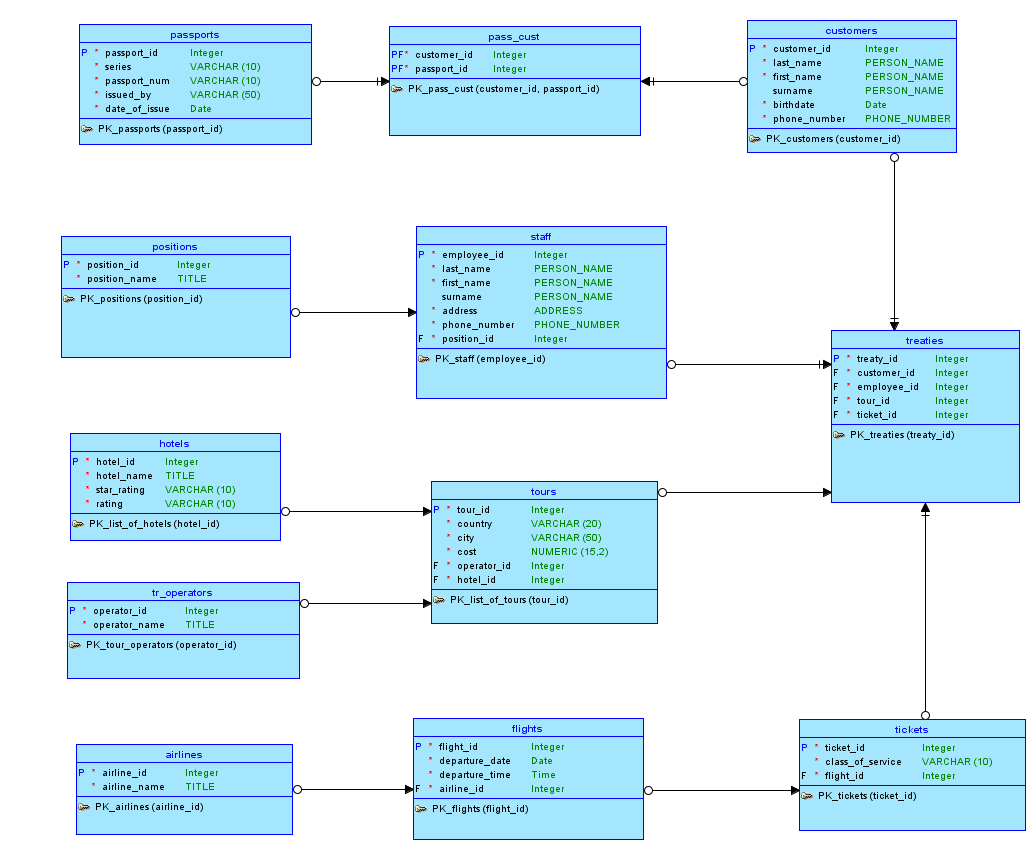 passports
P * passport_id Integer
* series VARCHAR (10)
* passport_num VARCHAR (10)
* issued_by VARCHAR (50)
* date_of_issue Date
PK_passports (passport_id)
pass_cust
PF* customer_id Integer
PF* passport_id Integer
PK_pass_cust (customer_id, passport_id)
customers
P * customer_id Integer
* last_name PERSON_NAME
* first_name PERSON_NAME
surname PERSON_NAME
* birthdate Date
* phone_number PHONE_NUMBER
PK_customers (customer_id)
positions
P * position_id Integer
* position_name TITLE
PK_positions (position_id)
staff
P * employee_id Integer
* last_name PERSON_NAME
* first_name PERSON_NAME
surname PERSON_NAME
* address ADDRESS
* phone_number PHONE_NUMBER
F * position_id Integer
PK_staff (employee_id)
treaties
P * treaty_id Integer
F * customer_id Integer
F * employee_id Integer
F * tour_id Integer
F * ticket_id Integer
PK_treaties (treaty_id)
hotels
P * hotel_id Integer
* hotel_name TITLE
* star_rating VARCHAR (10)
* rating VARCHAR (10)
PK_list_of_hotels (hotel_id)
tours
P * tour_id Integer
* country VARCHAR (20)
* city VARCHAR (50)
* cost NUMERIC (15,2)
F * operator_id Integer
F * hotel_id Integer
PK_list_of_tours (tour_id)
tr_operators
P * operator_id Integer
* operator_name TITLE
PK_tour_operators (operator_id)
airlines
P * airline_id Integer
* airline_name TITLE
PK_airlines (airline_id)
flights
P * flight_id Integer
* departure_date Date
* departure_time Time
F * airline_id Integer
PK_flights (flight_id)
tickets
P * ticket_id Integer
* class_of_service VARCHAR (10)
F * flight_id Integer
PK_tickets (ticket_id)